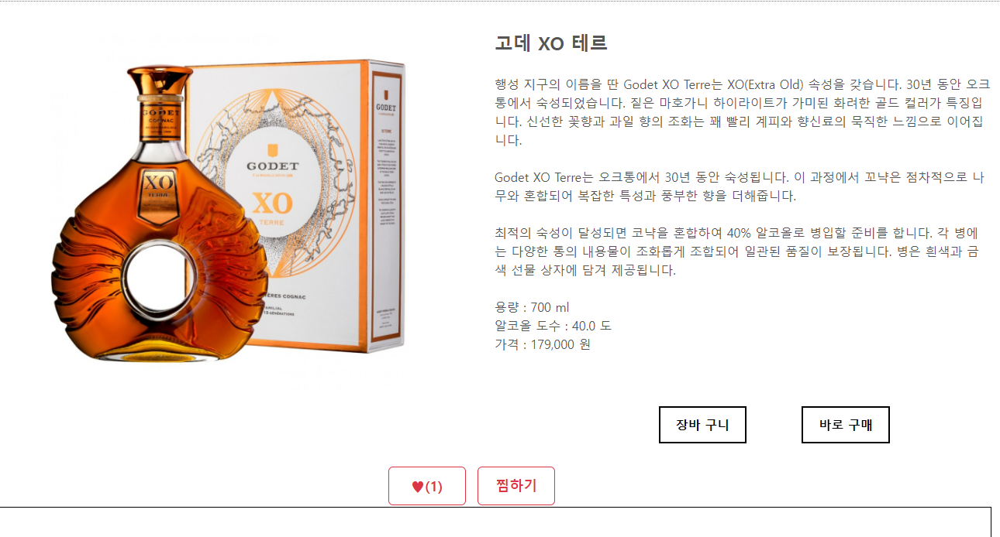 고데 XO 테르
행성 지구의 이름을 딴 Godet XO Terre는 XO(Extra Old) 속성을 갖습니다. 30년 동안 오크
통에서 숙성되었습니다. 짙은 마호가니 하이라이트가 가미된 화려한 골드 컬러가 특징입
니다. 신선한 꽃향과 과일 향의 조화는 꽤 빨리 계피와 향신료의 묵직한 느낌으로 이어집
니다.
Godet XO Terre는 오크통에서 30년 동안 숙성됩니다. 이 과정에서 꼬냑은 점차적으로 나
무와 혼합되어 복잡한 특성과 풍부한 향을 더해줍니다.
최적의 숙성이 달성되면 코냑을 혼합하여 40% 알코올로 병입할 준비를 합니다. 각 병에
는 다양한 통의 내용물이 조화롭게 조합되어 일관된 품질이 보장됩니다. 병은 흰색과 금
색 선물 상자에 담겨 제공됩니다.
용량 : 700 ml
알코올 도수 : 40.0 도
가격 : 179,000 원
장바 구니
바로 구매
♥(1)
찜하기
GODET
COGNAC
XO
TERRE
GODET
XO
TERRE
COGNAC
15 GÉNÉRATIONS
GODET